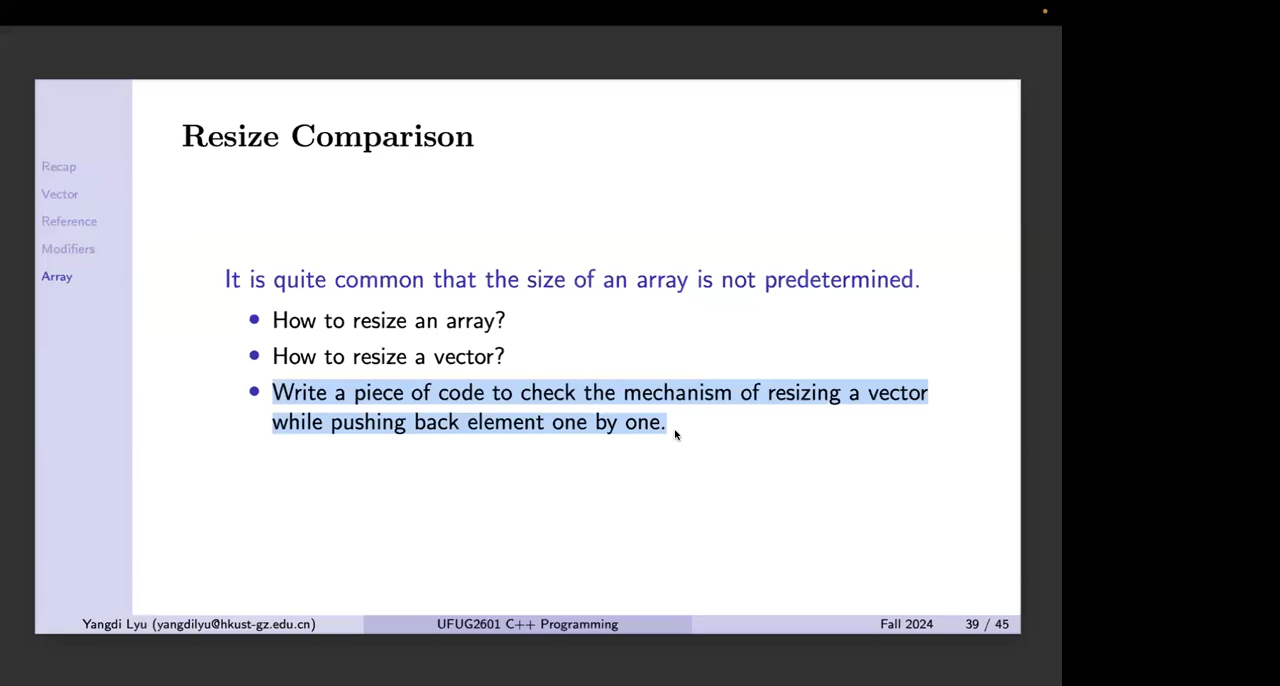 Resize Comparison
Recap
Vector
Reference
Modifiers
Array
It is quite common that the size of an array is not predetermined.
• How to resize an array?
• How to resize a vector?
• Write a piece of code to check the mechanism of resizing a vector
while pushing back element one by one.
Yangdi Lyu (yangdilyu@hkust-gz.edu.cn) UFUG2601 C++ Programming Fall 2024 39 / 45